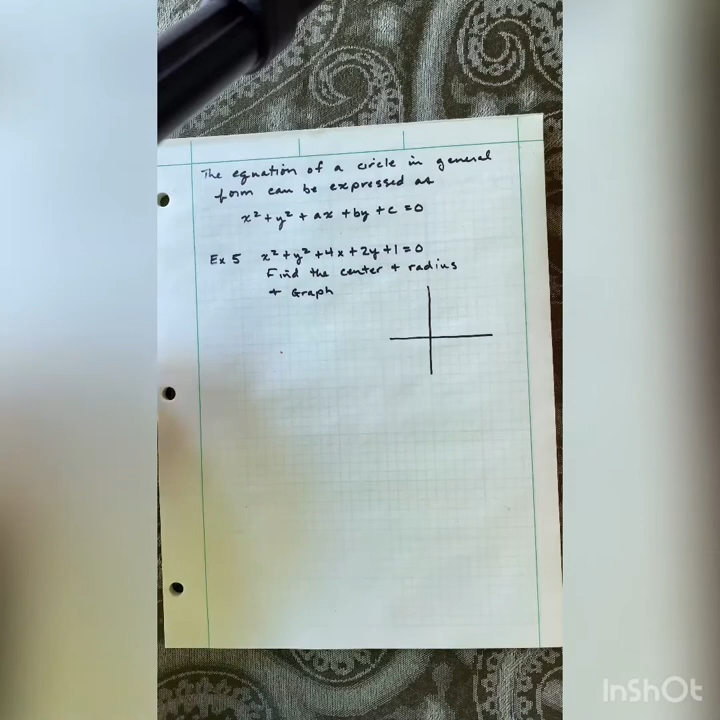 The equation of a circle in general
form can be expressed as
x² + y² + ax + by + c = 0
Ex 5 x² + y² + 4x + 2y + 1 = 0
Find the center + radius
+ Graph
InShOt